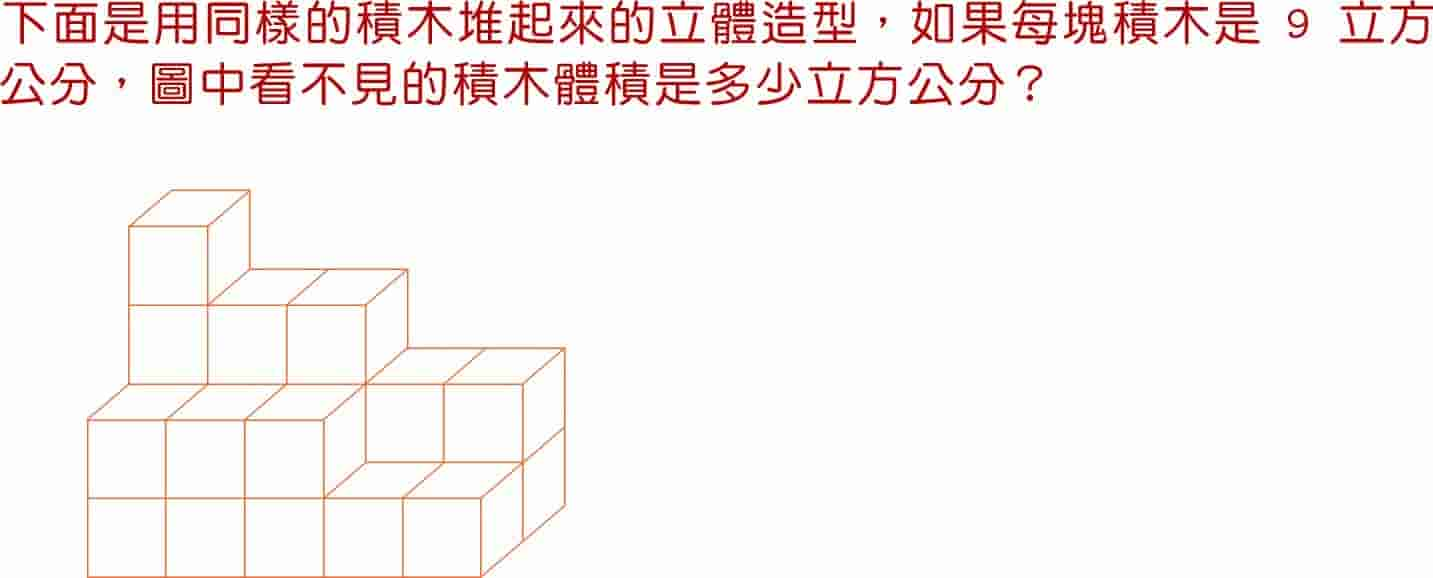 下面是用同樣的積木堆起來的立體造型，如果每塊積木是 9 立方
公分，圖中看不見的積木體積是多少立方公分？